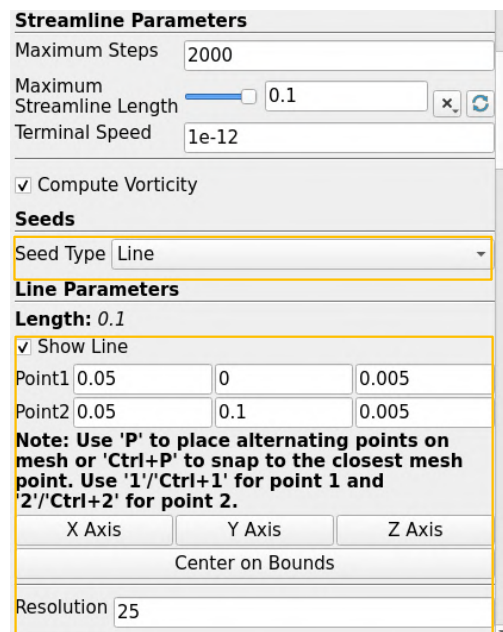 Streamline Parameters
Maximum Steps 2000
Maximum
Streamline Length 0.1
Terminal Speed 1e-12
Compute Vorticity
Seeds
Seed Type Line
Line Parameters
Length: 0.1
Show Line
Point1 0.05 0 0.005
Point2 0.05 0.1 0.005
Note: Use 'P' to place alternating points on
mesh or 'Ctrl+P' to snap to the closest mesh
point. Use '1'/'Ctrl+1' for point 1 and
'2'/'Ctrl+2' for point 2.
X Axis Y Axis Z Axis
Center on Bounds
Resolution 25